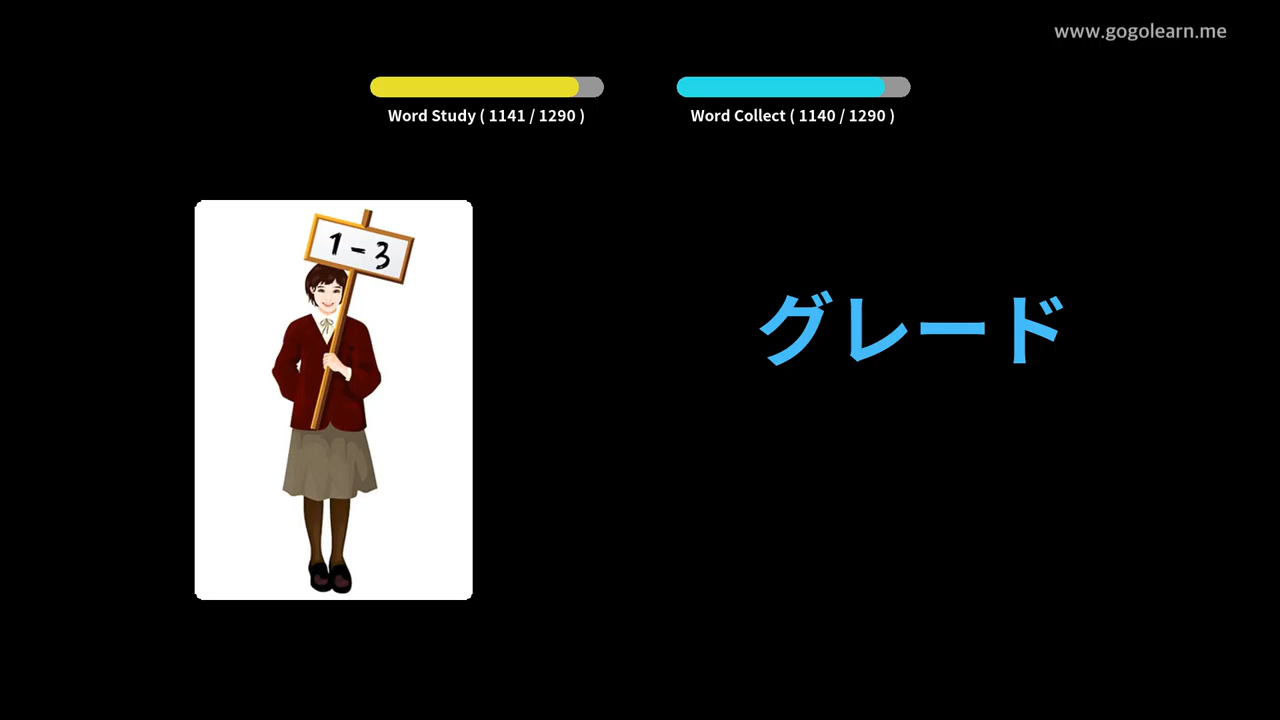 www.gogolearn.me
Word Study ( 1141 / 1290 )
Word Collect ( 1140 / 1290 )
1 - 3
グレード